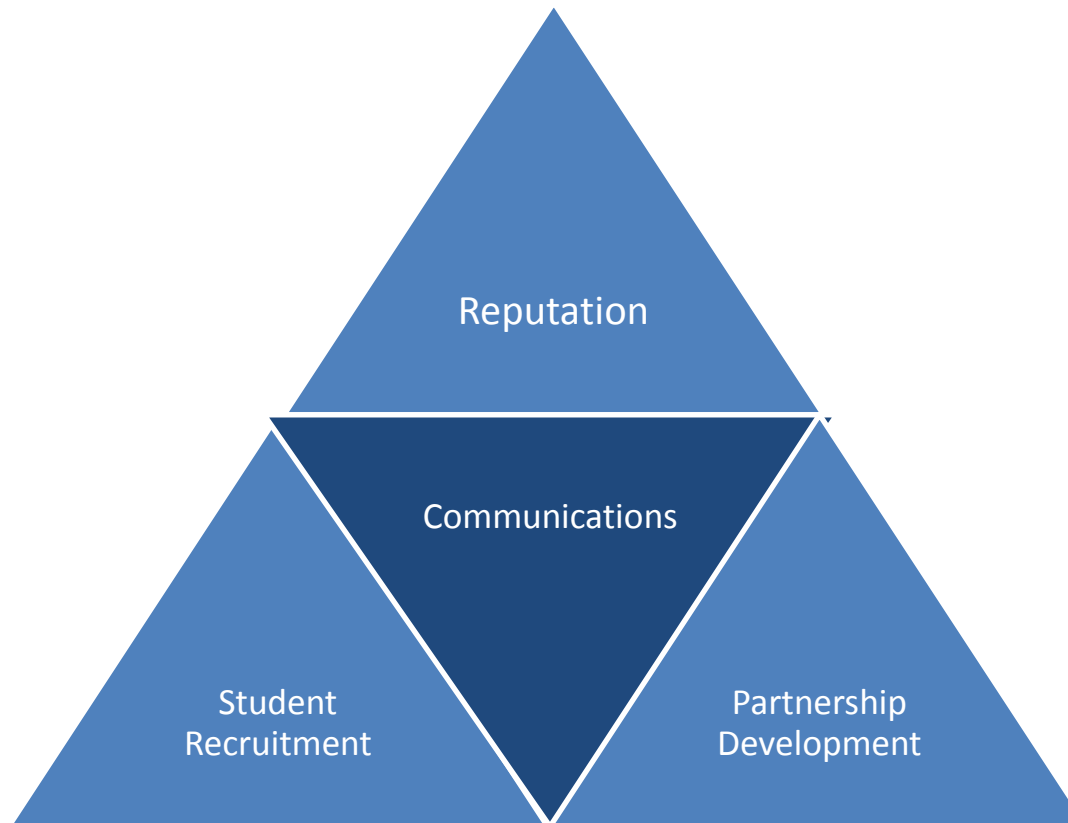 Reputation
Communications
Student
Recruitment
Partnership
Development